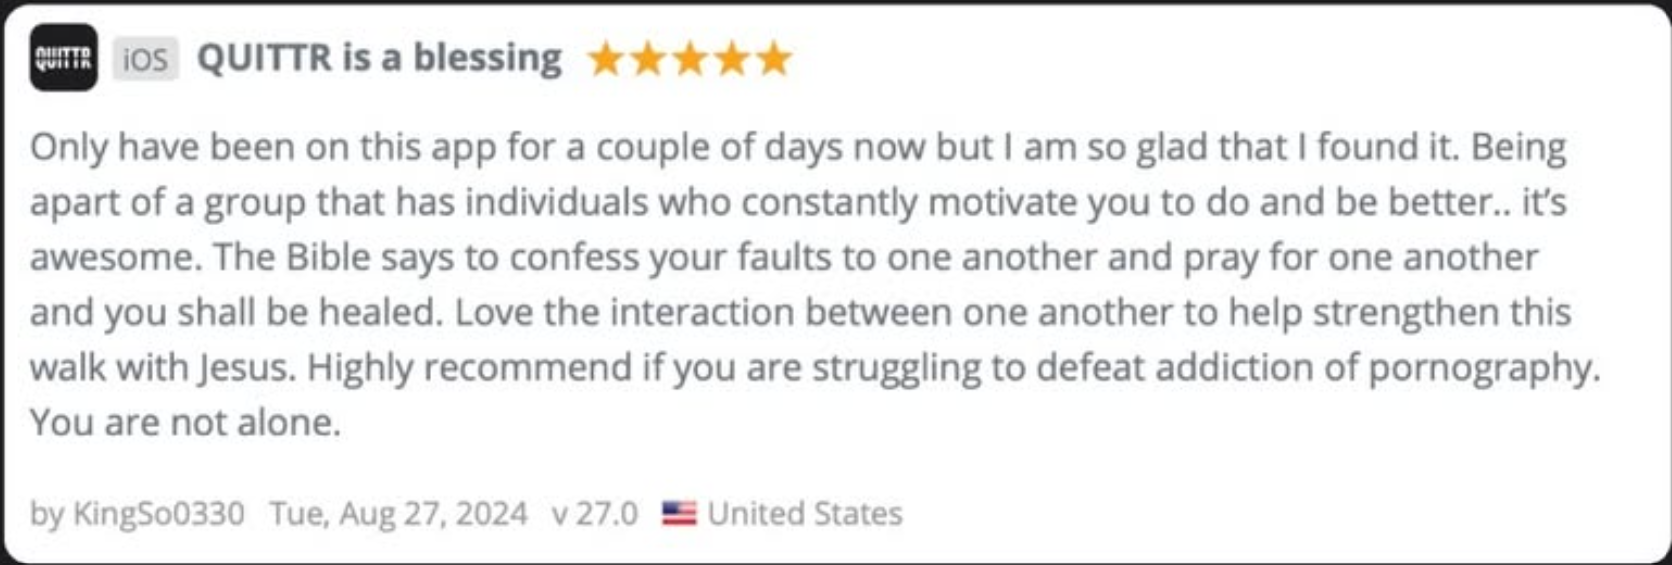 QUITTR
QUITTR iOS QUITTR is a blessing
Only have been on this app for a couple of days now but I am so glad that I found it. Being
apart of a group that has individuals who constantly motivate you to do and be better.. it's
awesome. The Bible says to confess your faults to one another and pray for one another
and you shall be healed. Love the interaction between one another to help strengthen this
walk with Jesus. Highly recommend if you are struggling to defeat addiction of pornography.
You are not alone.
by KingSo0330 Tue, Aug 27, 2024 v 27.0 United States